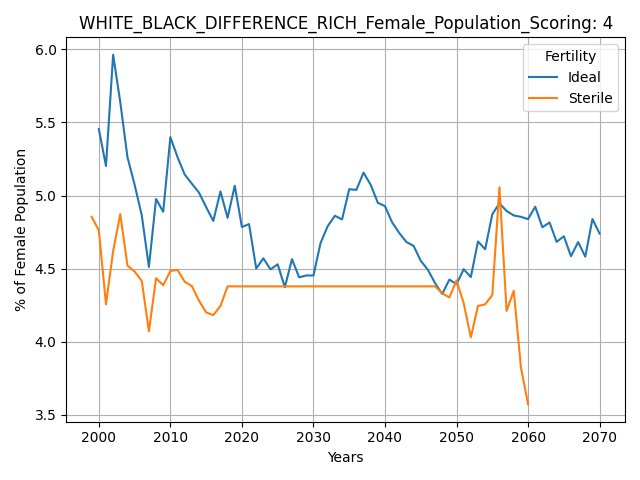 WHITE_BLACK_DIFFERENCE_RICH_Female_Population_Scoring: 4
Fertility
Ideal
Sterile
% of Female Population
6.0
5.5
5.0
4.5
4.0
3.5
2000 2010 2020 2030 2040 2050 2060 2070
Years